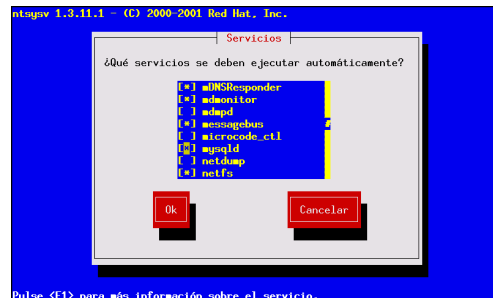 ntsysv 1.3.11.1 - (C) 2000-2001 Red Hat, Inc.
Servicios
¿Qué servicios se deben ejecutar automáticamente?
[*] mDNSResponder
[*] mdmonitor
[ ] mdmpd
[*] messagebus #
[ ] microcode_ctl
[*] mysqld
[ ] netdump
[*] netfs
Ok Cancelar
Pulse <F1> para más información sobre el servicio.